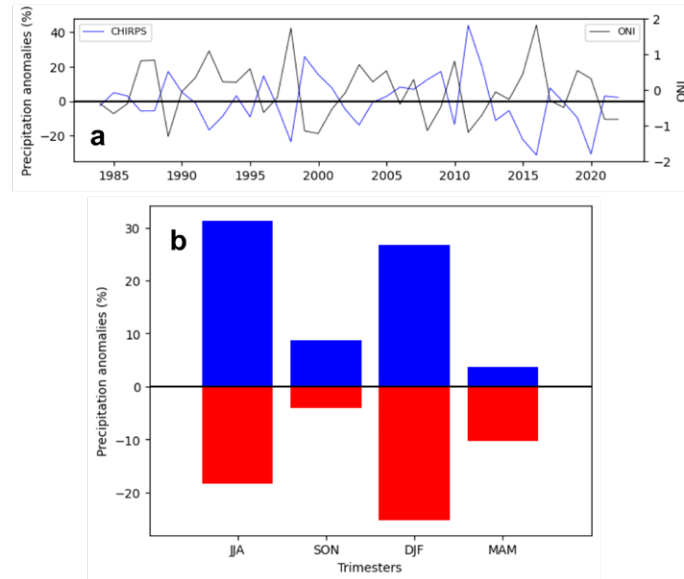 CHIRPS
ONI
Precipitation anomalies (%)
40
20
0
−20
2
1
0
−1
−2
ONI
a
1985 1990 1995 2000 2005 2010 2015 2020
b
Precipitation anomalies (%)
30
20
10
0
−10
−20
JJA SON DJF MAM
Trimesters